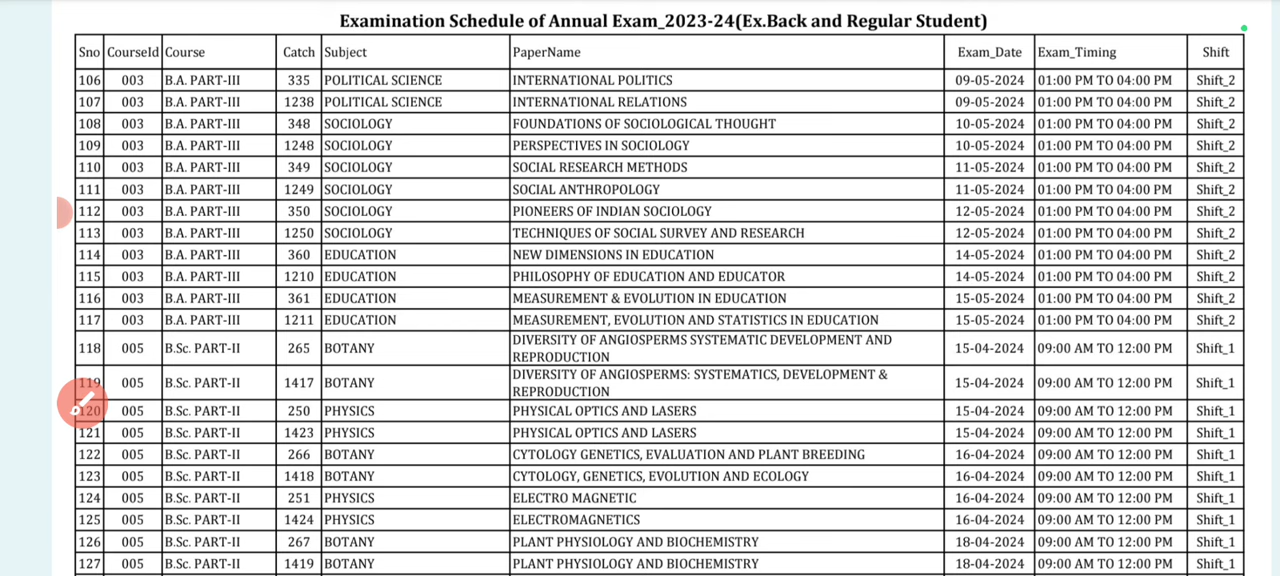 Examination Schedule of Annual Exam_2023-24(Ex.Back and Regular Student)
Sno CourseId Course Catch Subject PaperName Exam_Date Exam_Timing Shift
106 003 B.A. PART-III 335 POLITICAL SCIENCE INTERNATIONAL POLITICS 09-05-2024 01:00 PM TO 04:00 PM Shift_2
107 003 B.A. PART-III 1238 POLITICAL SCIENCE INTERNATIONAL RELATIONS 09-05-2024 01:00 PM TO 04:00 PM Shift_2
108 003 B.A. PART-III 348 SOCIOLOGY FOUNDATIONS OF SOCIOLOGICAL THOUGHT 10-05-2024 01:00 PM TO 04:00 PM Shift_2
109 003 B.A. PART-III 1248 SOCIOLOGY PERSPECTIVES IN SOCIOLOGY 10-05-2024 01:00 PM TO 04:00 PM Shift_2
110 003 B.A. PART-III 349 SOCIOLOGY SOCIAL RESEARCH METHODS 11-05-2024 01:00 PM TO 04:00 PM Shift_2
111 003 B.A. PART-III 1249 SOCIOLOGY SOCIAL ANTHROPOLOGY 11-05-2024 01:00 PM TO 04:00 PM Shift_2
112 003 B.A. PART-III 350 SOCIOLOGY PIONEERS OF INDIAN SOCIOLOGY 12-05-2024 01:00 PM TO 04:00 PM Shift_2
113 003 B.A. PART-III 1250 SOCIOLOGY TECHNIQUES OF SOCIAL SURVEY AND RESEARCH 12-05-2024 01:00 PM TO 04:00 PM Shift_2
114 003 B.A. PART-III 360 EDUCATION NEW DIMENSIONS IN EDUCATION 14-05-2024 01:00 PM TO 04:00 PM Shift_2
115 003 B.A. PART-III 1210 EDUCATION PHILOSOPHY OF EDUCATION AND EDUCATOR 14-05-2024 01:00 PM TO 04:00 PM Shift_2
116 003 B.A. PART-III 361 EDUCATION MEASUREMENT & EVOLUTION IN EDUCATION 15-05-2024 01:00 PM TO 04:00 PM Shift_2
117 003 B.A. PART-III 1211 EDUCATION MEASUREMENT, EVOLUTION AND STATISTICS IN EDUCATION 15-05-2024 01:00 PM TO 04:00 PM Shift_2
118 005 B.Sc. PART-II 265 BOTANY DIVERSITY OF ANGIOSPERMS SYSTEMATIC DEVELOPMENT AND
REPRODUCTION 15-04-2024 09:00 AM TO 12:00 PM Shift_1
119 005 B.Sc. PART-II 1417 BOTANY DIVERSITY OF ANGIOSPERMS: SYSTEMATICS, DEVELOPMENT &
REPRODUCTION 15-04-2024 09:00 AM TO 12:00 PM Shift_1
120 005 B.Sc. PART-II 250 PHYSICS PHYSICAL OPTICS AND LASERS 15-04-2024 09:00 AM TO 12:00 PM Shift_1
121 005 B.Sc. PART-II 1423 PHYSICS PHYSICAL OPTICS AND LASERS 15-04-2024 09:00 AM TO 12:00 PM Shift_1
122 005 B.Sc. PART-II 266 BOTANY CYTOLOGY GENETICS, EVALUATION AND PLANT BREEDING 16-04-2024 09:00 AM TO 12:00 PM Shift_1
123 005 B.Sc. PART-II 1418 BOTANY CYTOLOGY, GENETICS, EVOLUTION AND ECOLOGY 16-04-2024 09:00 AM TO 12:00 PM Shift_1
124 005 B.Sc. PART-II 251 PHYSICS ELECTRO MAGNETIC 16-04-2024 09:00 AM TO 12:00 PM Shift_1
125 005 B.Sc. PART-II 1424 PHYSICS ELECTROMAGNETICS 16-04-2024 09:00 AM TO 12:00 PM Shift_1
126 005 B.Sc. PART-II 267 BOTANY PLANT PHYSIOLOGY AND BIOCHEMISTRY 18-04-2024 09:00 AM TO 12:00 PM Shift_1
127 005 B.Sc. PART-II 1419 BOTANY PLANT PHYSIOLOGY AND BIOCHEMISTRY 18-04-2024 09:00 AM TO 12:00 PM Shift_1